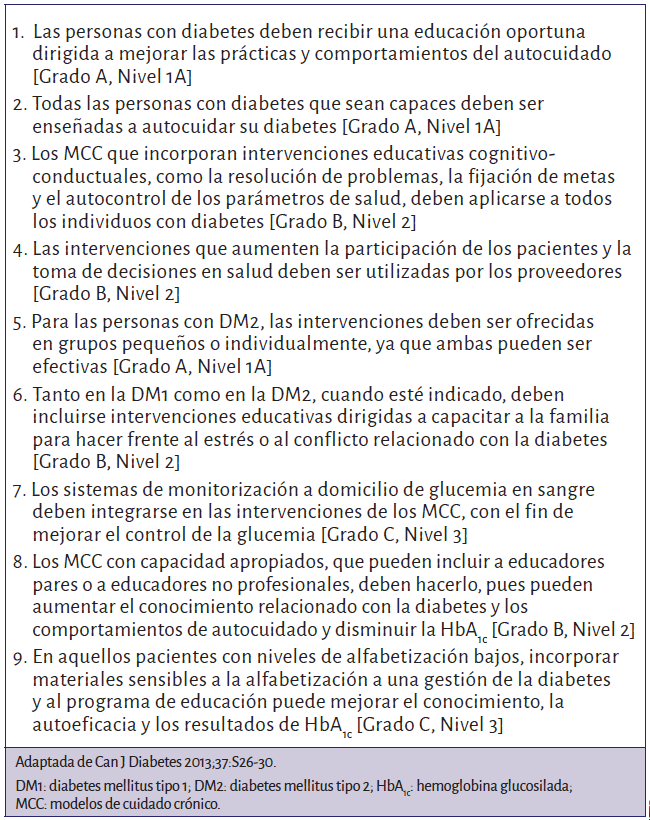 1. Las personas con diabetes deben recibir una educación oportuna
dirigida a mejorar las prácticas y comportamientos del autocuidado
[Grado A, Nivel 1A]
2. Todas las personas con diabetes que sean capaces deben ser
enseñadas a autocuidar su diabetes [Grado A, Nivel 1A]
3. Los MCC que incorporan intervenciones educativas cognitivo-
conductuales, como la resolución de problemas, la fijación de metas
y el autocontrol de los parámetros de salud, deben aplicarse a todos
los individuos con diabetes [Grado B, Nivel 2]
4. Las intervenciones que aumenten la participación de los pacientes y la
toma de decisiones en salud deben ser utilizadas por los proveedores
[Grado B, Nivel 2]
5. Para las personas con DM2, las intervenciones deben ser ofrecidas
en grupos pequeños o individualmente, ya que ambas pueden ser
efectivas [Grado A, Nivel 1A]
6. Tanto en la DM1 como en la DM2, cuando esté indicado, deben
incluirse intervenciones educativas dirigidas a capacitar a la familia
para hacer frente al estrés o al conflicto relacionado con la diabetes
[Grado B, Nivel 2]
7. Los sistemas de monitorización a domicilio de glucemia en sangre
deben integrarse en las intervenciones de los MCC, con el fin de
mejorar el control de la glucemia [Grado C, Nivel 3]
8. Los MCC con capacidad apropiados, que pueden incluir a educadores
pares o a educadores no profesionales, deben hacerlo, pues pueden
aumentar el conocimiento relacionado con la diabetes y los
comportamientos de autocuidado y disminuir la HbA1c [Grado B, Nivel 2]
9. En aquellos pacientes con niveles de alfabetización bajos, incorporar
materiales sensibles a la alfabetización a una gestión de la diabetes
y al programa de educación puede mejorar el conocimiento, la
autoeficacia y los resultados de HbA1c [Grado C, Nivel 3]
Adaptada de Can J Diabetes 2013;37:S26-30.
DM1: diabetes mellitus tipo 1; DM2: diabetes mellitus tipo 2; HbA1c: hemoglobina glucosilada;
MCC: modelos de cuidado crónico.